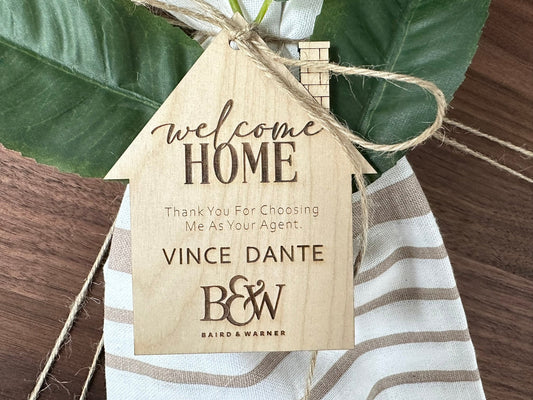 welcome
HOME
Thank You For Choosing
Me As Your Agent.
VINCE DANTE
B&W
BAIRD & WARNER